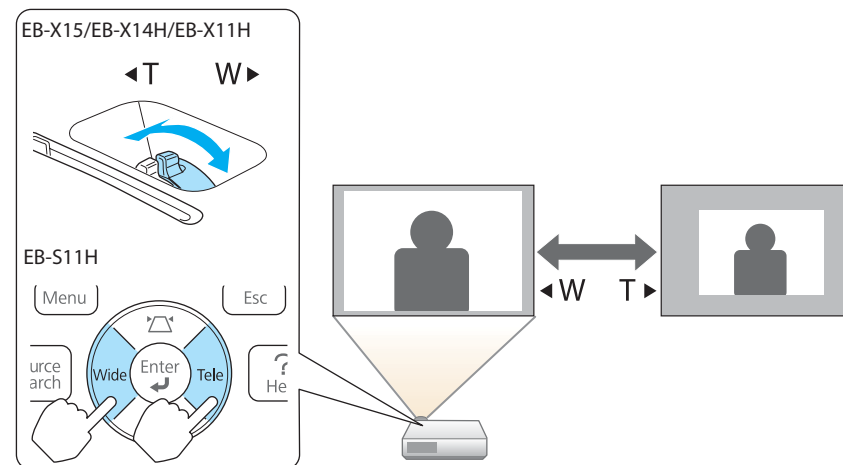 EB-X15/EB-X14H/EB-X11H
◀T W▶
EB-S11H
Menu
Esc
urce
arch
Wide
Enter
Tele
?
He
◀W T▶